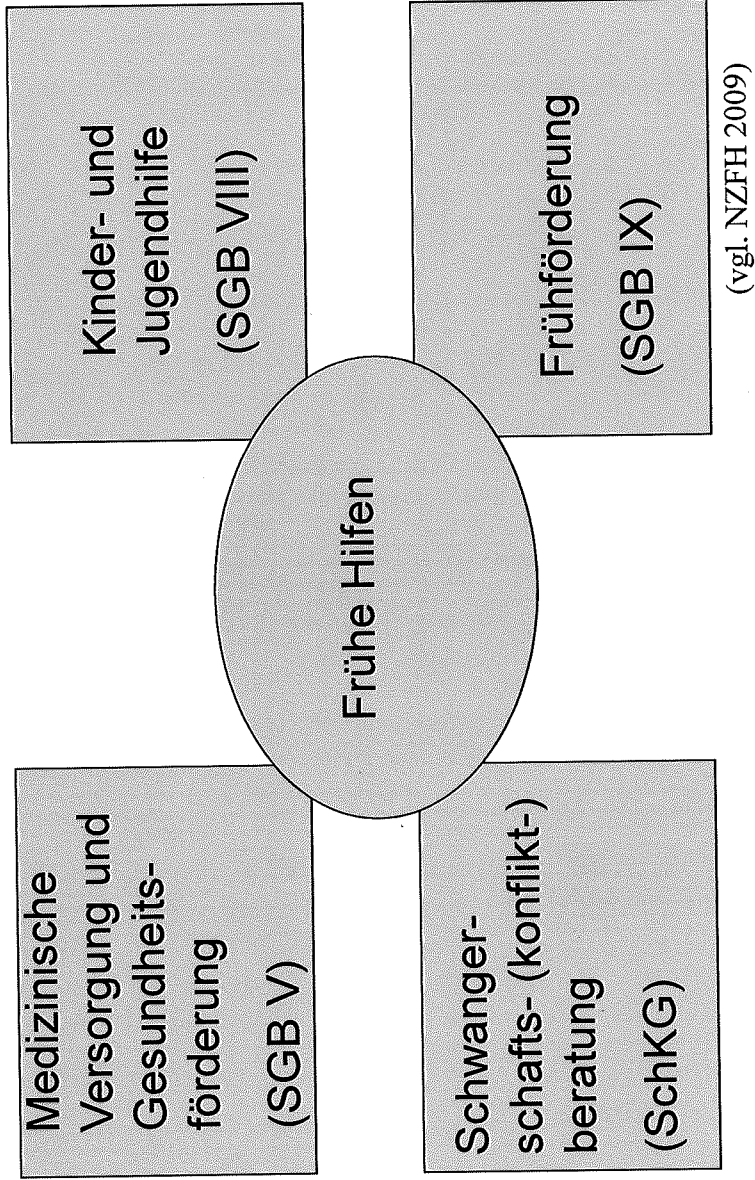 Medizinische
Versorgung und
Gesundheits-
förderung
(SGB V)
Kinder- und
Jugendhilfe
(SGB VIII)
Frühe Hilfen
Schwanger-
schafts- (konflikt-)
beratung
(SchKG)
Frühförderung
(SGB IX)
(vgl. NZFH 2009)